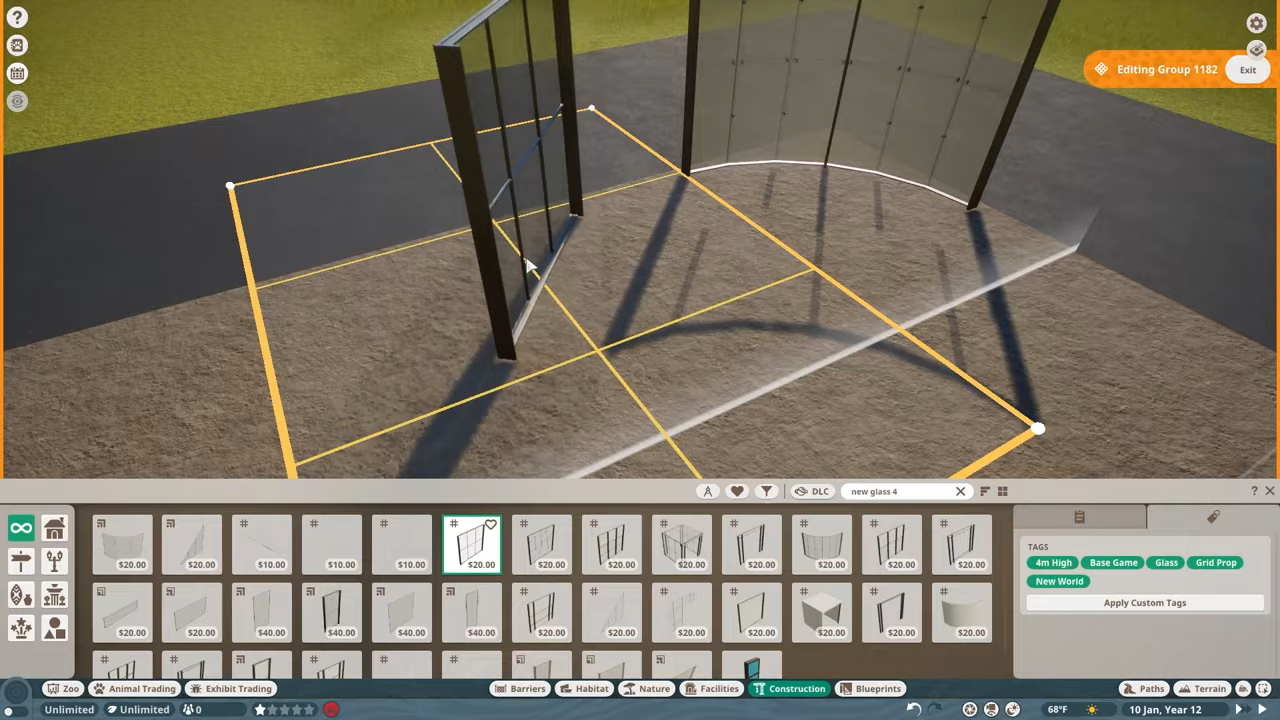 ?
Editing Group 1182
Exit
DLC
new glass 4
?
$20.00 $20.00 $10.00 $10.00 $10.00 $20.00 $20.00 $20.00 $20.00 $20.00 $20.00 $20.00 $20.00
$20.00 $20.00 $40.00 $40.00 $40.00 $40.00 $20.00 $20.00 $20.00 $20.00 $20.00 $20.00 $20.00
TAGS
4m High Base Game Glass Grid Prop
New World
Apply Custom Tags
Zoo Animal Trading Exhibit Trading Barriers Habitat Nature Facilities Construction Blueprints Paths Terrain
Unlimited Unlimited 0 68°F 10 Jan, Year 12